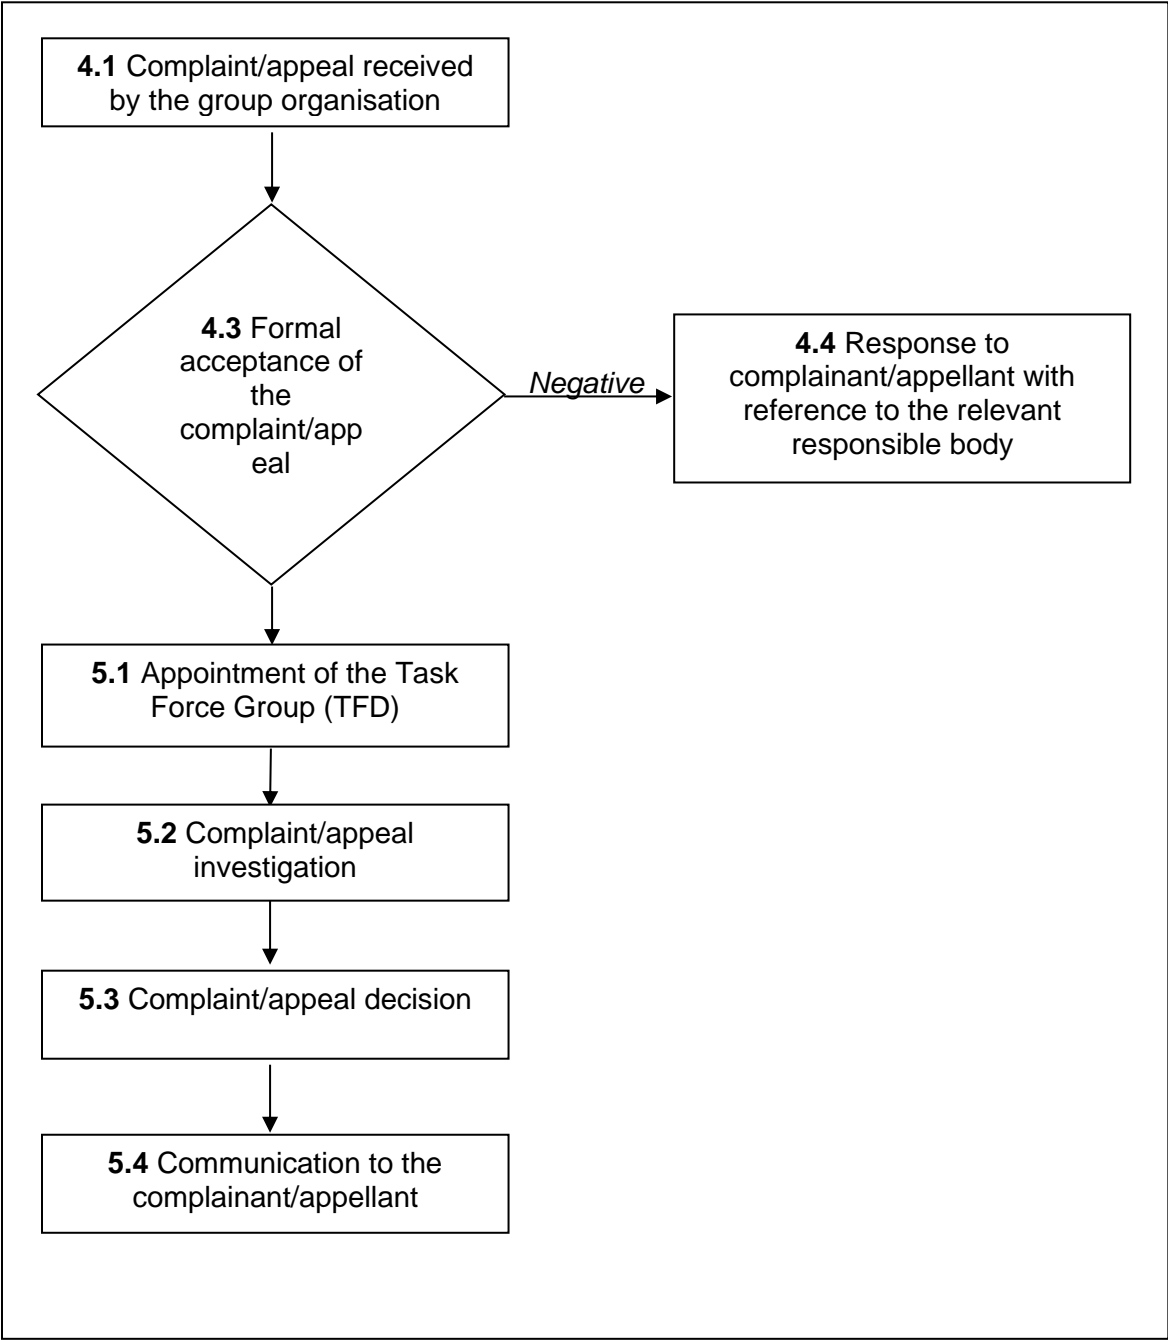 4.1 Complaint/appeal received
by the group organisation
4.3 Formal
acceptance of
the
complaint/app
eal
Negative
4.4 Response to
complainant/appellant with
reference to the relevant
responsible body
5.1 Appointment of the Task
Force Group (TFD)
5.2 Complaint/appeal
investigation
5.3 Complaint/appeal decision
5.4 Communication to the
complainant/appellant